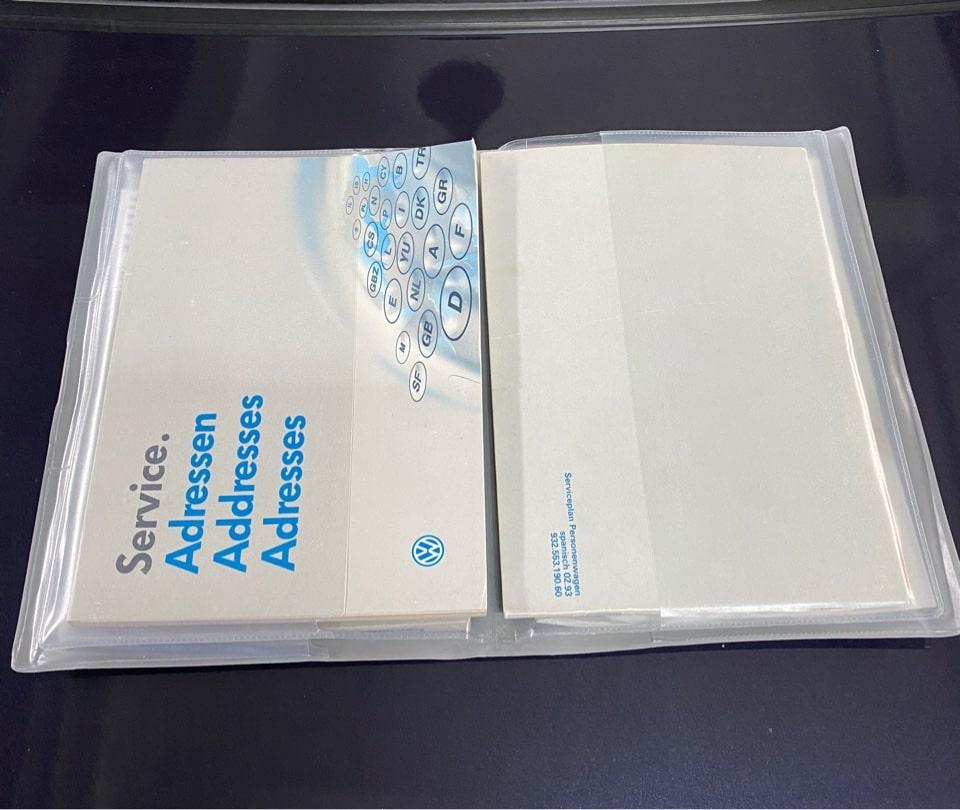 Service.
Adressen
Addresses
Adresses
CY
B
TR
N
P
I
DK
GR
CS
L
YU
A
F
GBZ
E
NL
D
M
GB
SF
Serviceplan Personenwagen
spanisch 02.93
932.553.190.60